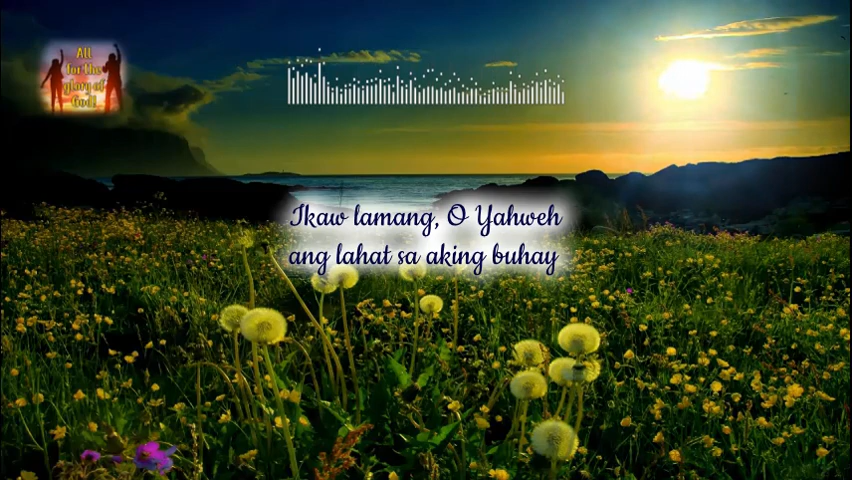 All
for the
glory of
God!
Ikaw lamang, O Yahweh
ang lahat sa aking buhay